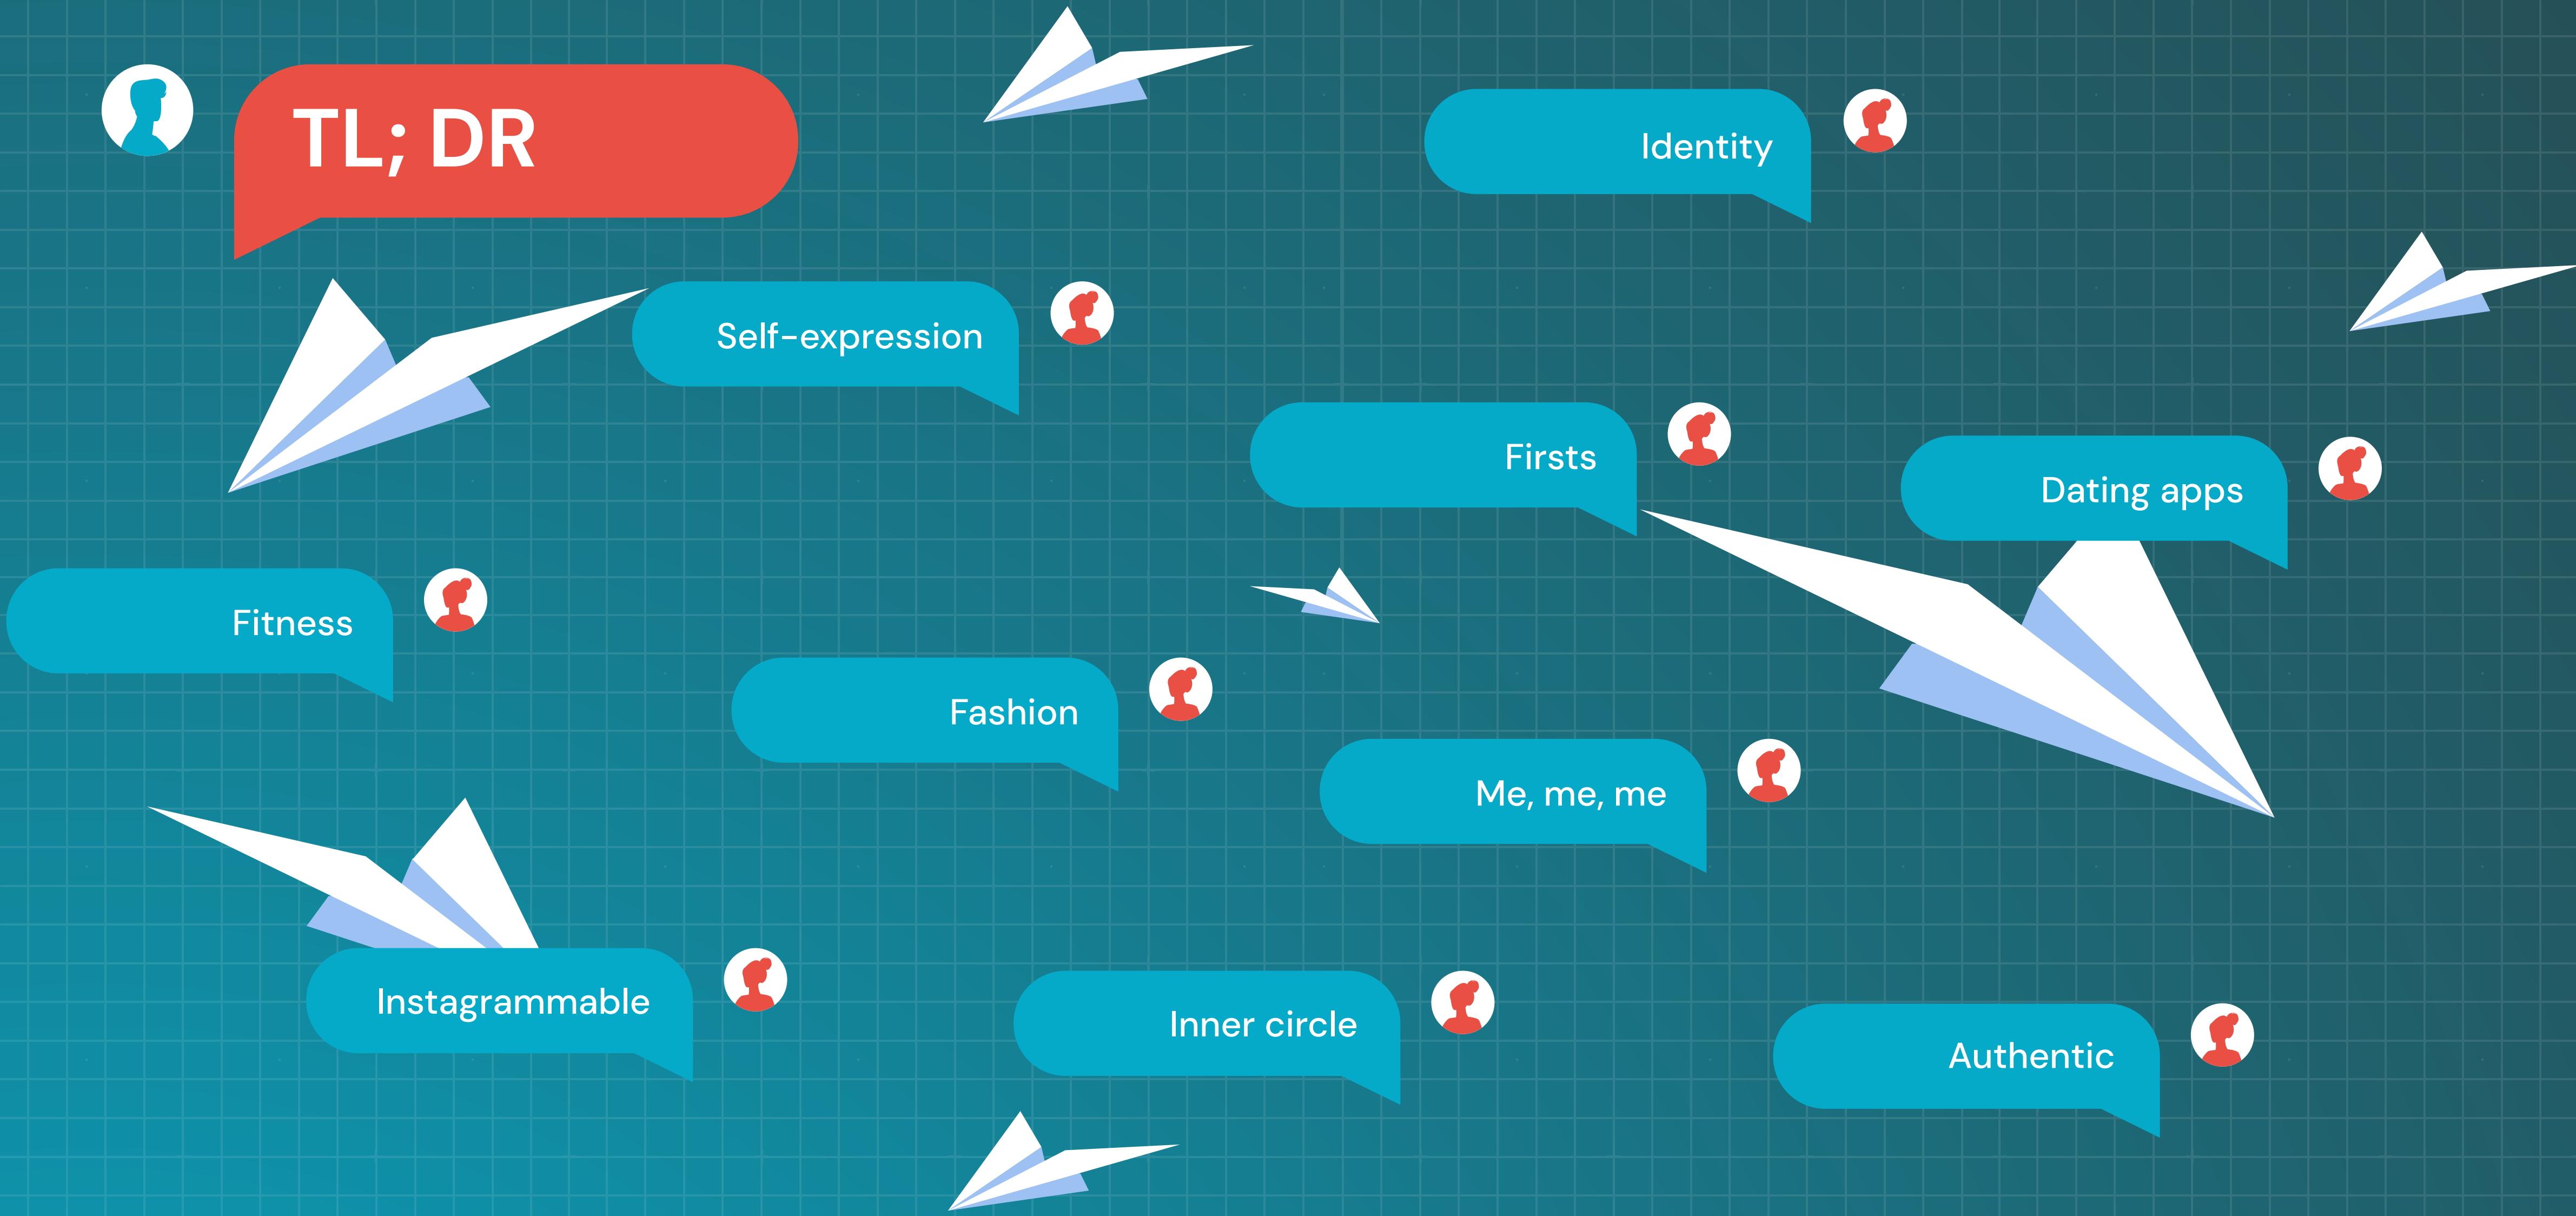 TL; DR
Identity
Self-expression
Firsts
Dating apps
Fitness
Fashion
Me, me, me
Instagrammable
Inner circle
Authentic